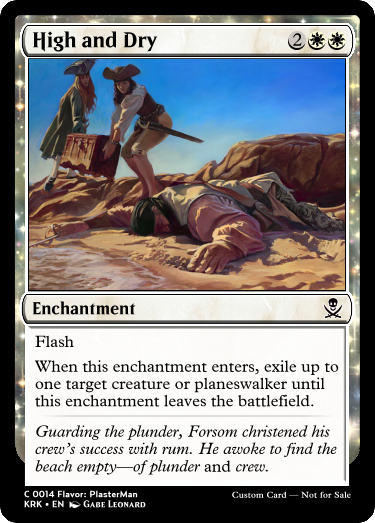 High and Dry 2
Enchantment
Flash
When this enchantment enters, exile up to
one target creature or planeswalker until
this enchantment leaves the battlefield.
Guarding the plunder, Forsom christened his
crew's success with rum. He awoke to find the
beach empty—of plunder and crew.
C 0014 Flavor: PlasterMan
KRK • EN Gabe Leonard
Custom Card — Not for Sale